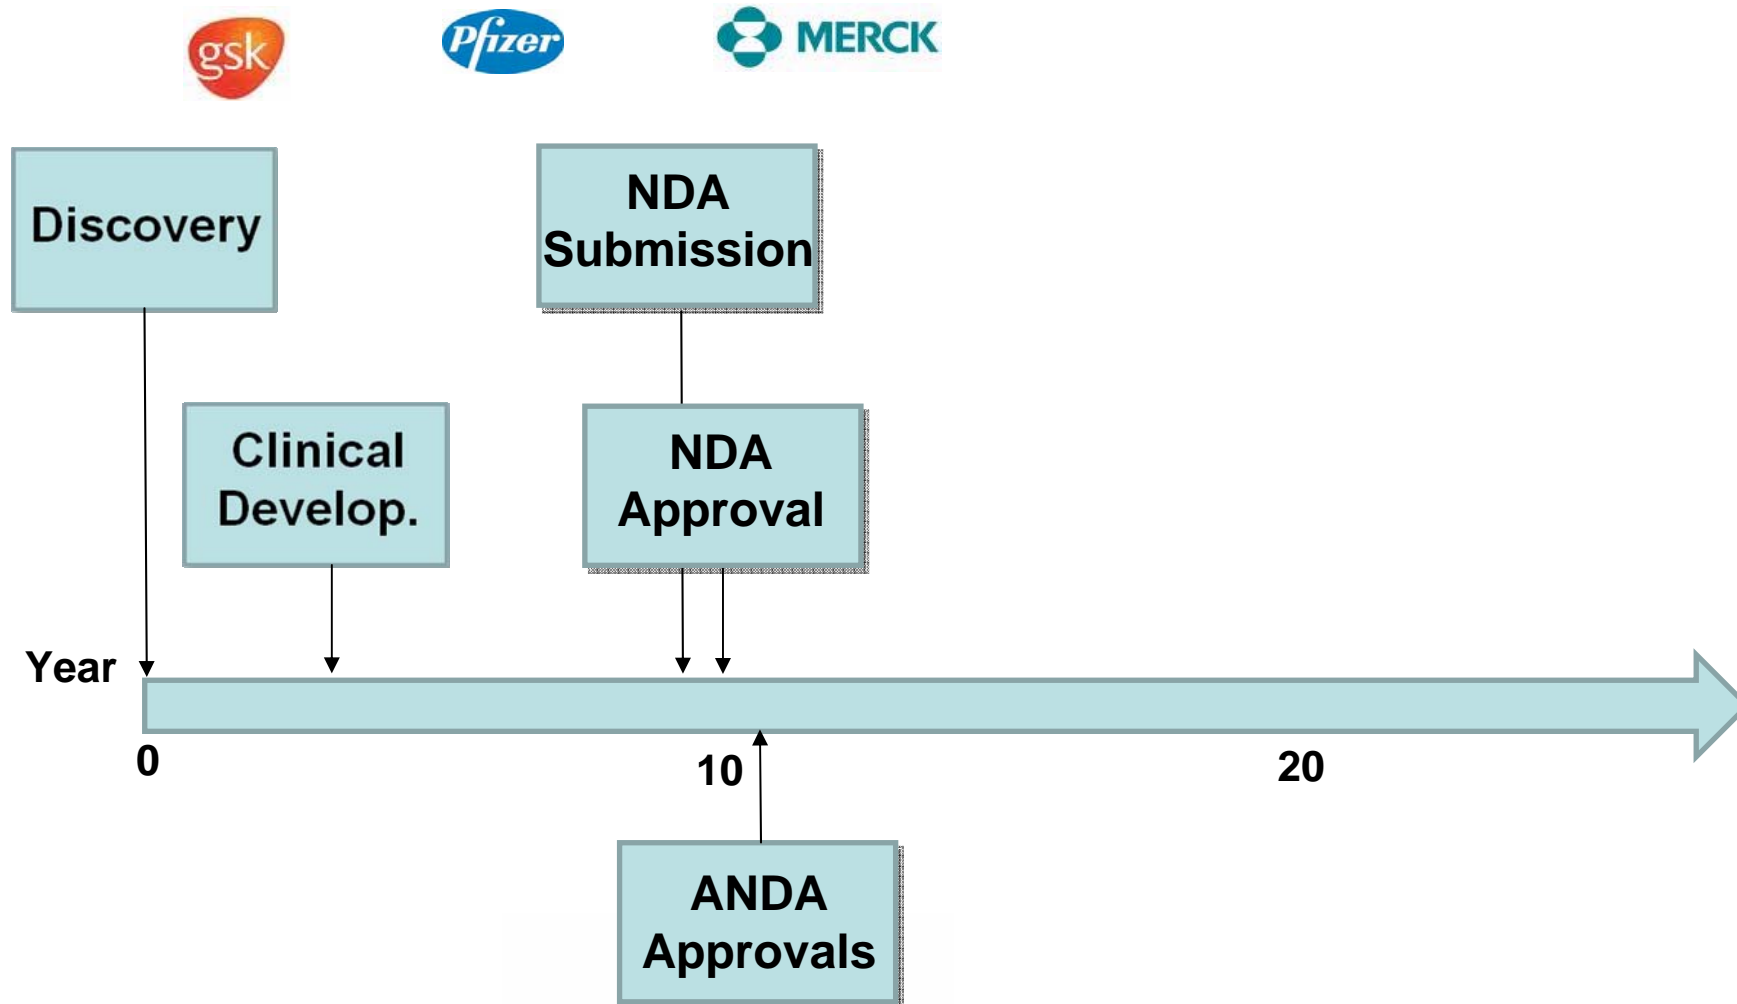 gsk
Pfizer
MERCK
Discovery
NDA
Submission
Clinical
Develop.
NDA
Approval
Year
0
10
20
ANDA
Approvals